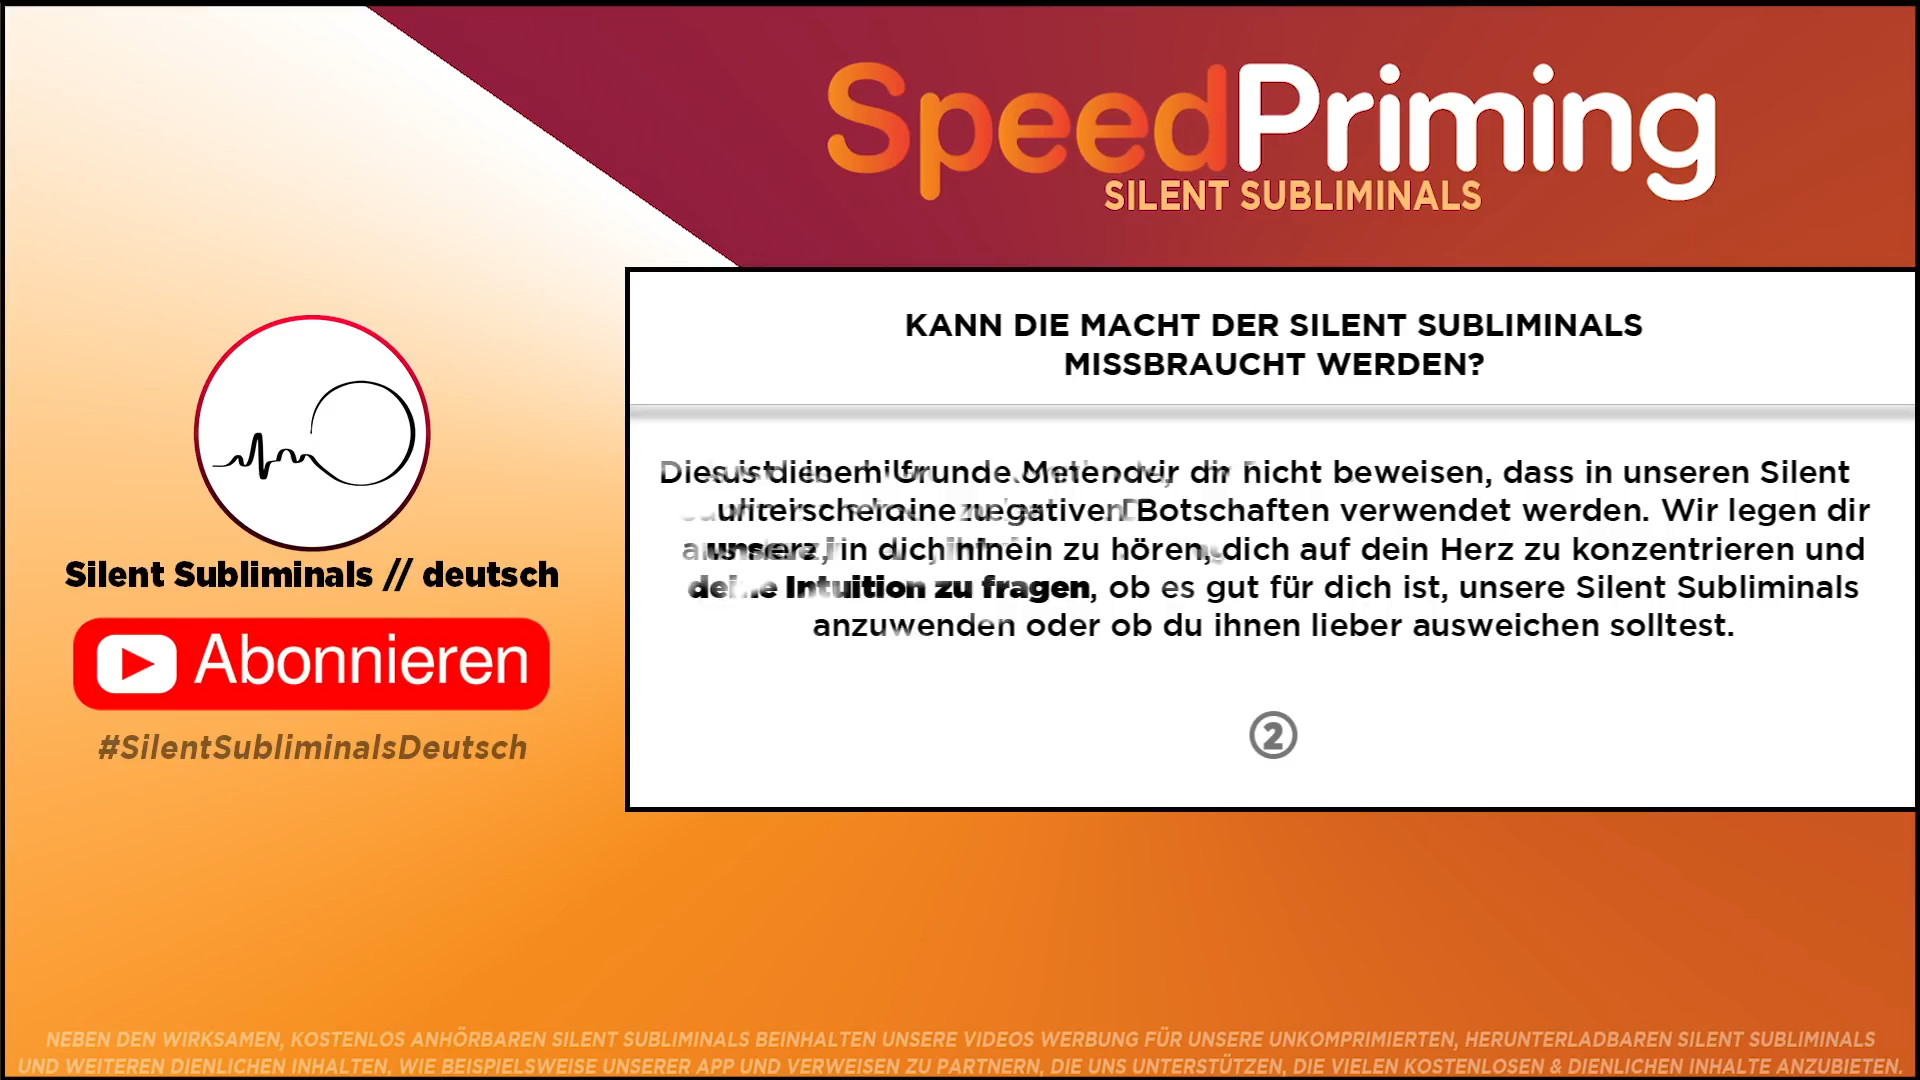 SpeedPriming
SILENT SUBLIMINALS
KANN DIE MACHT DER SILENT SUBLIMINALS
MISSBRAUCHT WERDEN?
nicht beweisen, dass in unseren Silent
Botschaften verwendet werden. Wir legen dir
in dich hinein zu hören, dich auf dein Herz zu konzentrieren und
Intuition zu fragen, ob es gut für dich ist, unsere Silent Subliminals
anzuwenden oder ob du ihnen lieber ausweichen solltest.
2
Silent Subliminals // deutsch
Abonnieren
#SilentSubliminalsDeutsch
NEBEN DEN WIRKSAMEN, KOSTENLOS ANHÖRBAREN SILENT SUBLIMINALS BEINHALTEN UNSERE VIDEOS WERBUNG FÜR UNSERE UNKOMPRIMIERTEN, HERUNTERLADBAREN SILENT SUBLIMINALS
UND WEITEREN DIENLICHEN INHALTEN, WIE BEISPIELSWEISE UNSERER APP UND VERWEISEN ZU PARTNERN, DIE UNS UNTERSTÜTZEN, DIE VIELEN KOSTENLOSEN & DIENLICHEN INHALTE ANZUBIETEN.